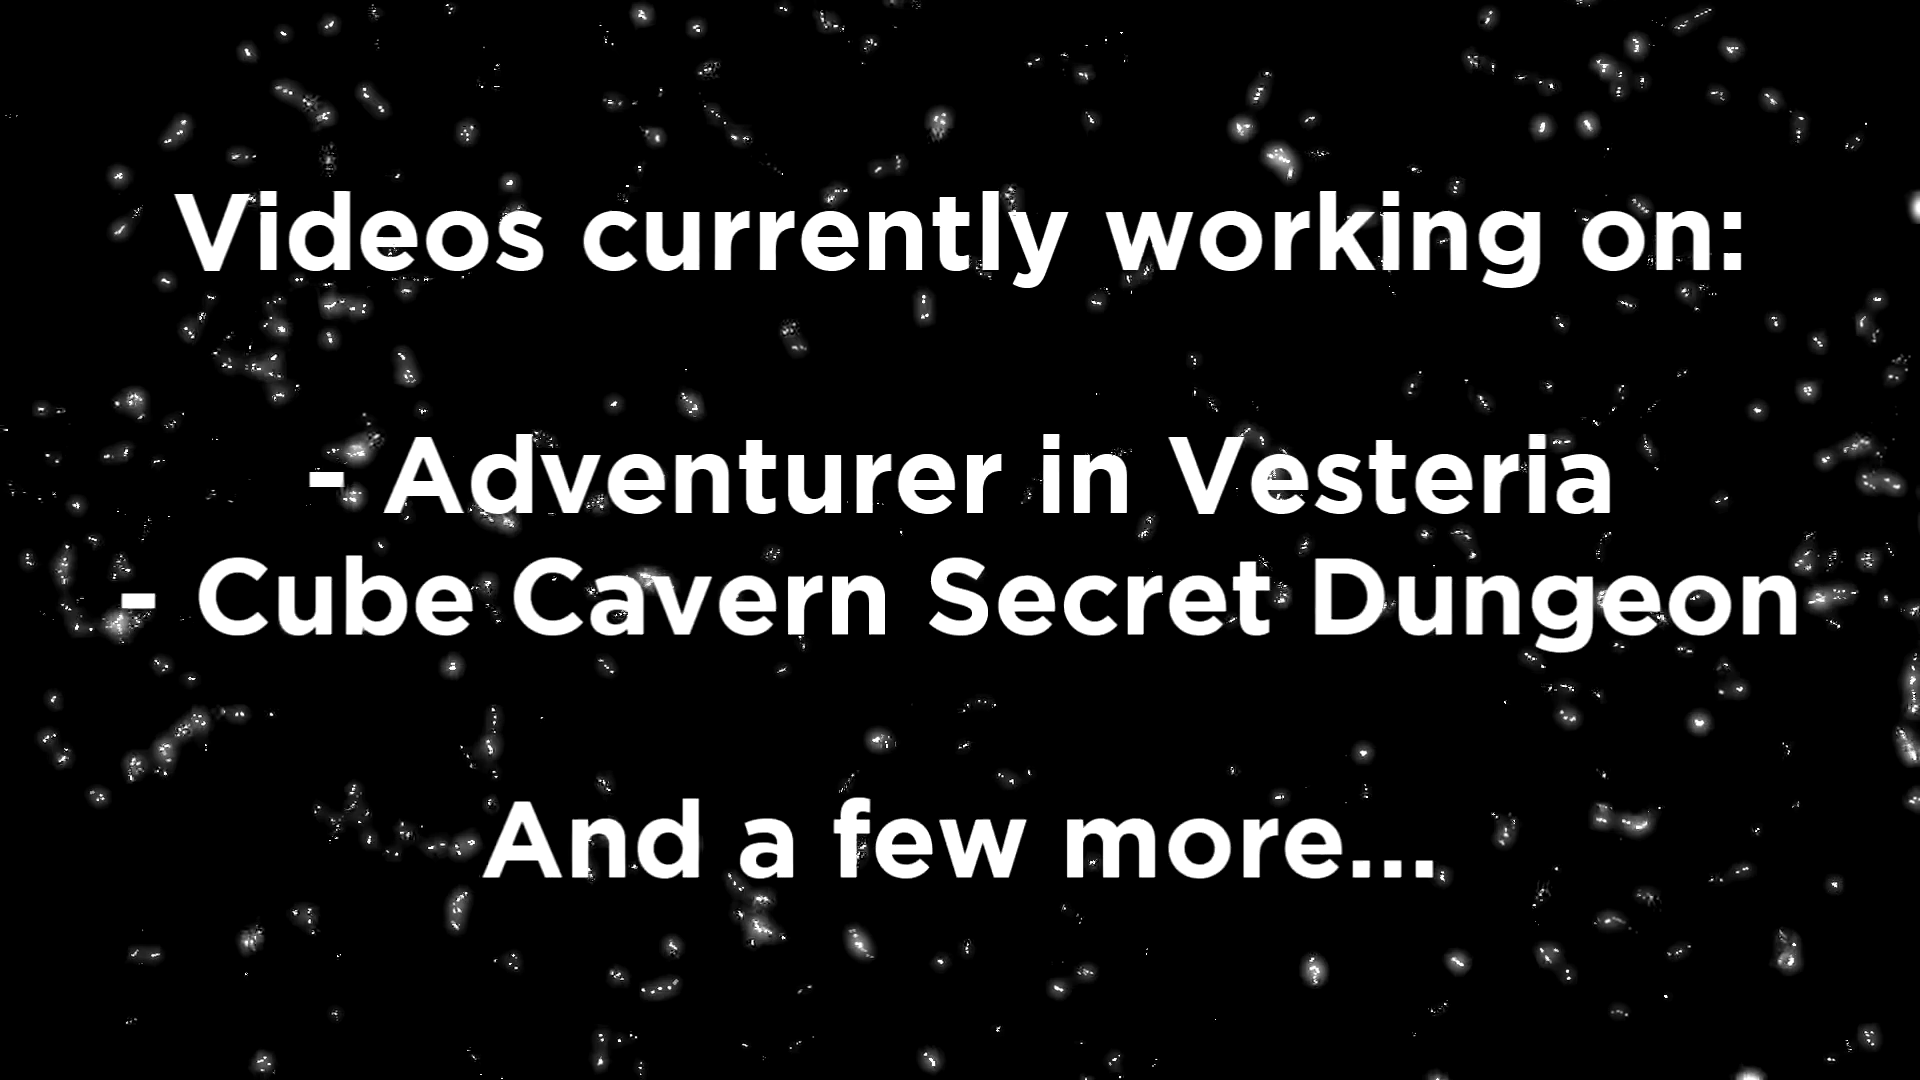 Videos currently working on:
- Adventurer in Vesteria
- Cube Cavern Secret Dungeon
And a few more...